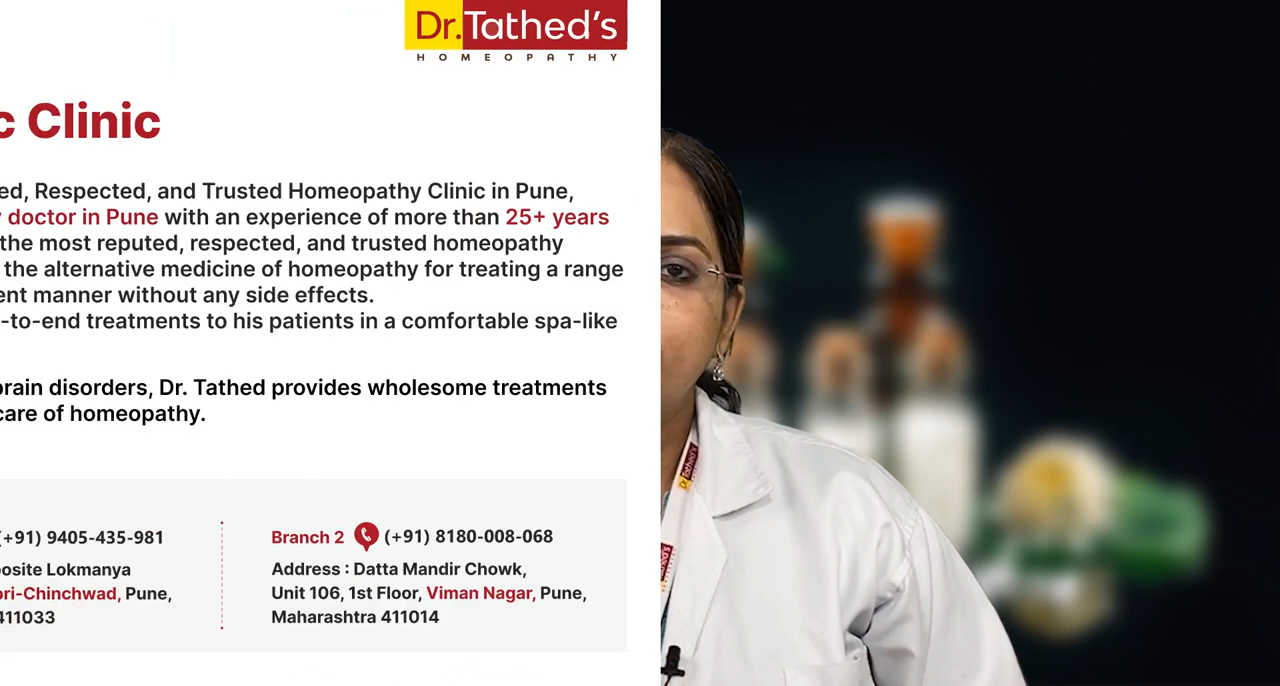 Dr.Tathed's
HOMEOPATHY
c Clinic
ed, Respected, and Trusted Homeopathy Clinic in Pune,
doctor in Pune with an experience of more than 25+ years
the most reputed, respected, and trusted homeopathy
the alternative medicine of homeopathy for treating a range
ent manner without any side effects.
-to-end treatments to his patients in a comfortable spa-like
brain disorders, Dr. Tathed provides wholesome treatments
care of homeopathy.
(+91) 9405-435-981
posite Lokmanya
pri-Chinchwad, Pune,
411033
Branch 2 (+91) 8180-008-068
Address : Datta Mandir Chowk,
Unit 106, 1st Floor, Viman Nagar, Pune,
Maharashtra 411014